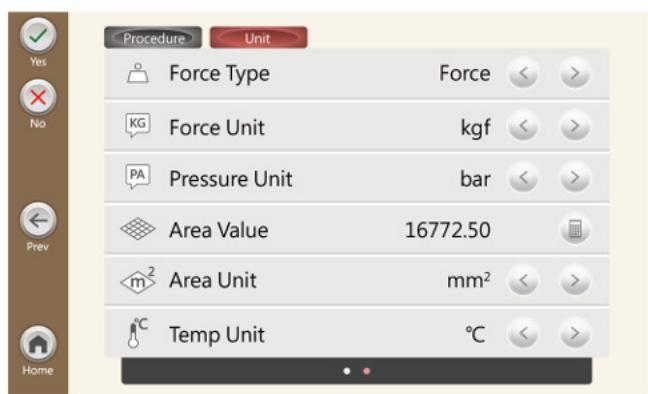 Procedure Unit
Yes
Force Type Force < >
No
KG Force Unit kgf < >
PA Pressure Unit bar < >
Area Value 16772.50
Prev
m² Area Unit mm² < >
°C Temp Unit °C < >
Home